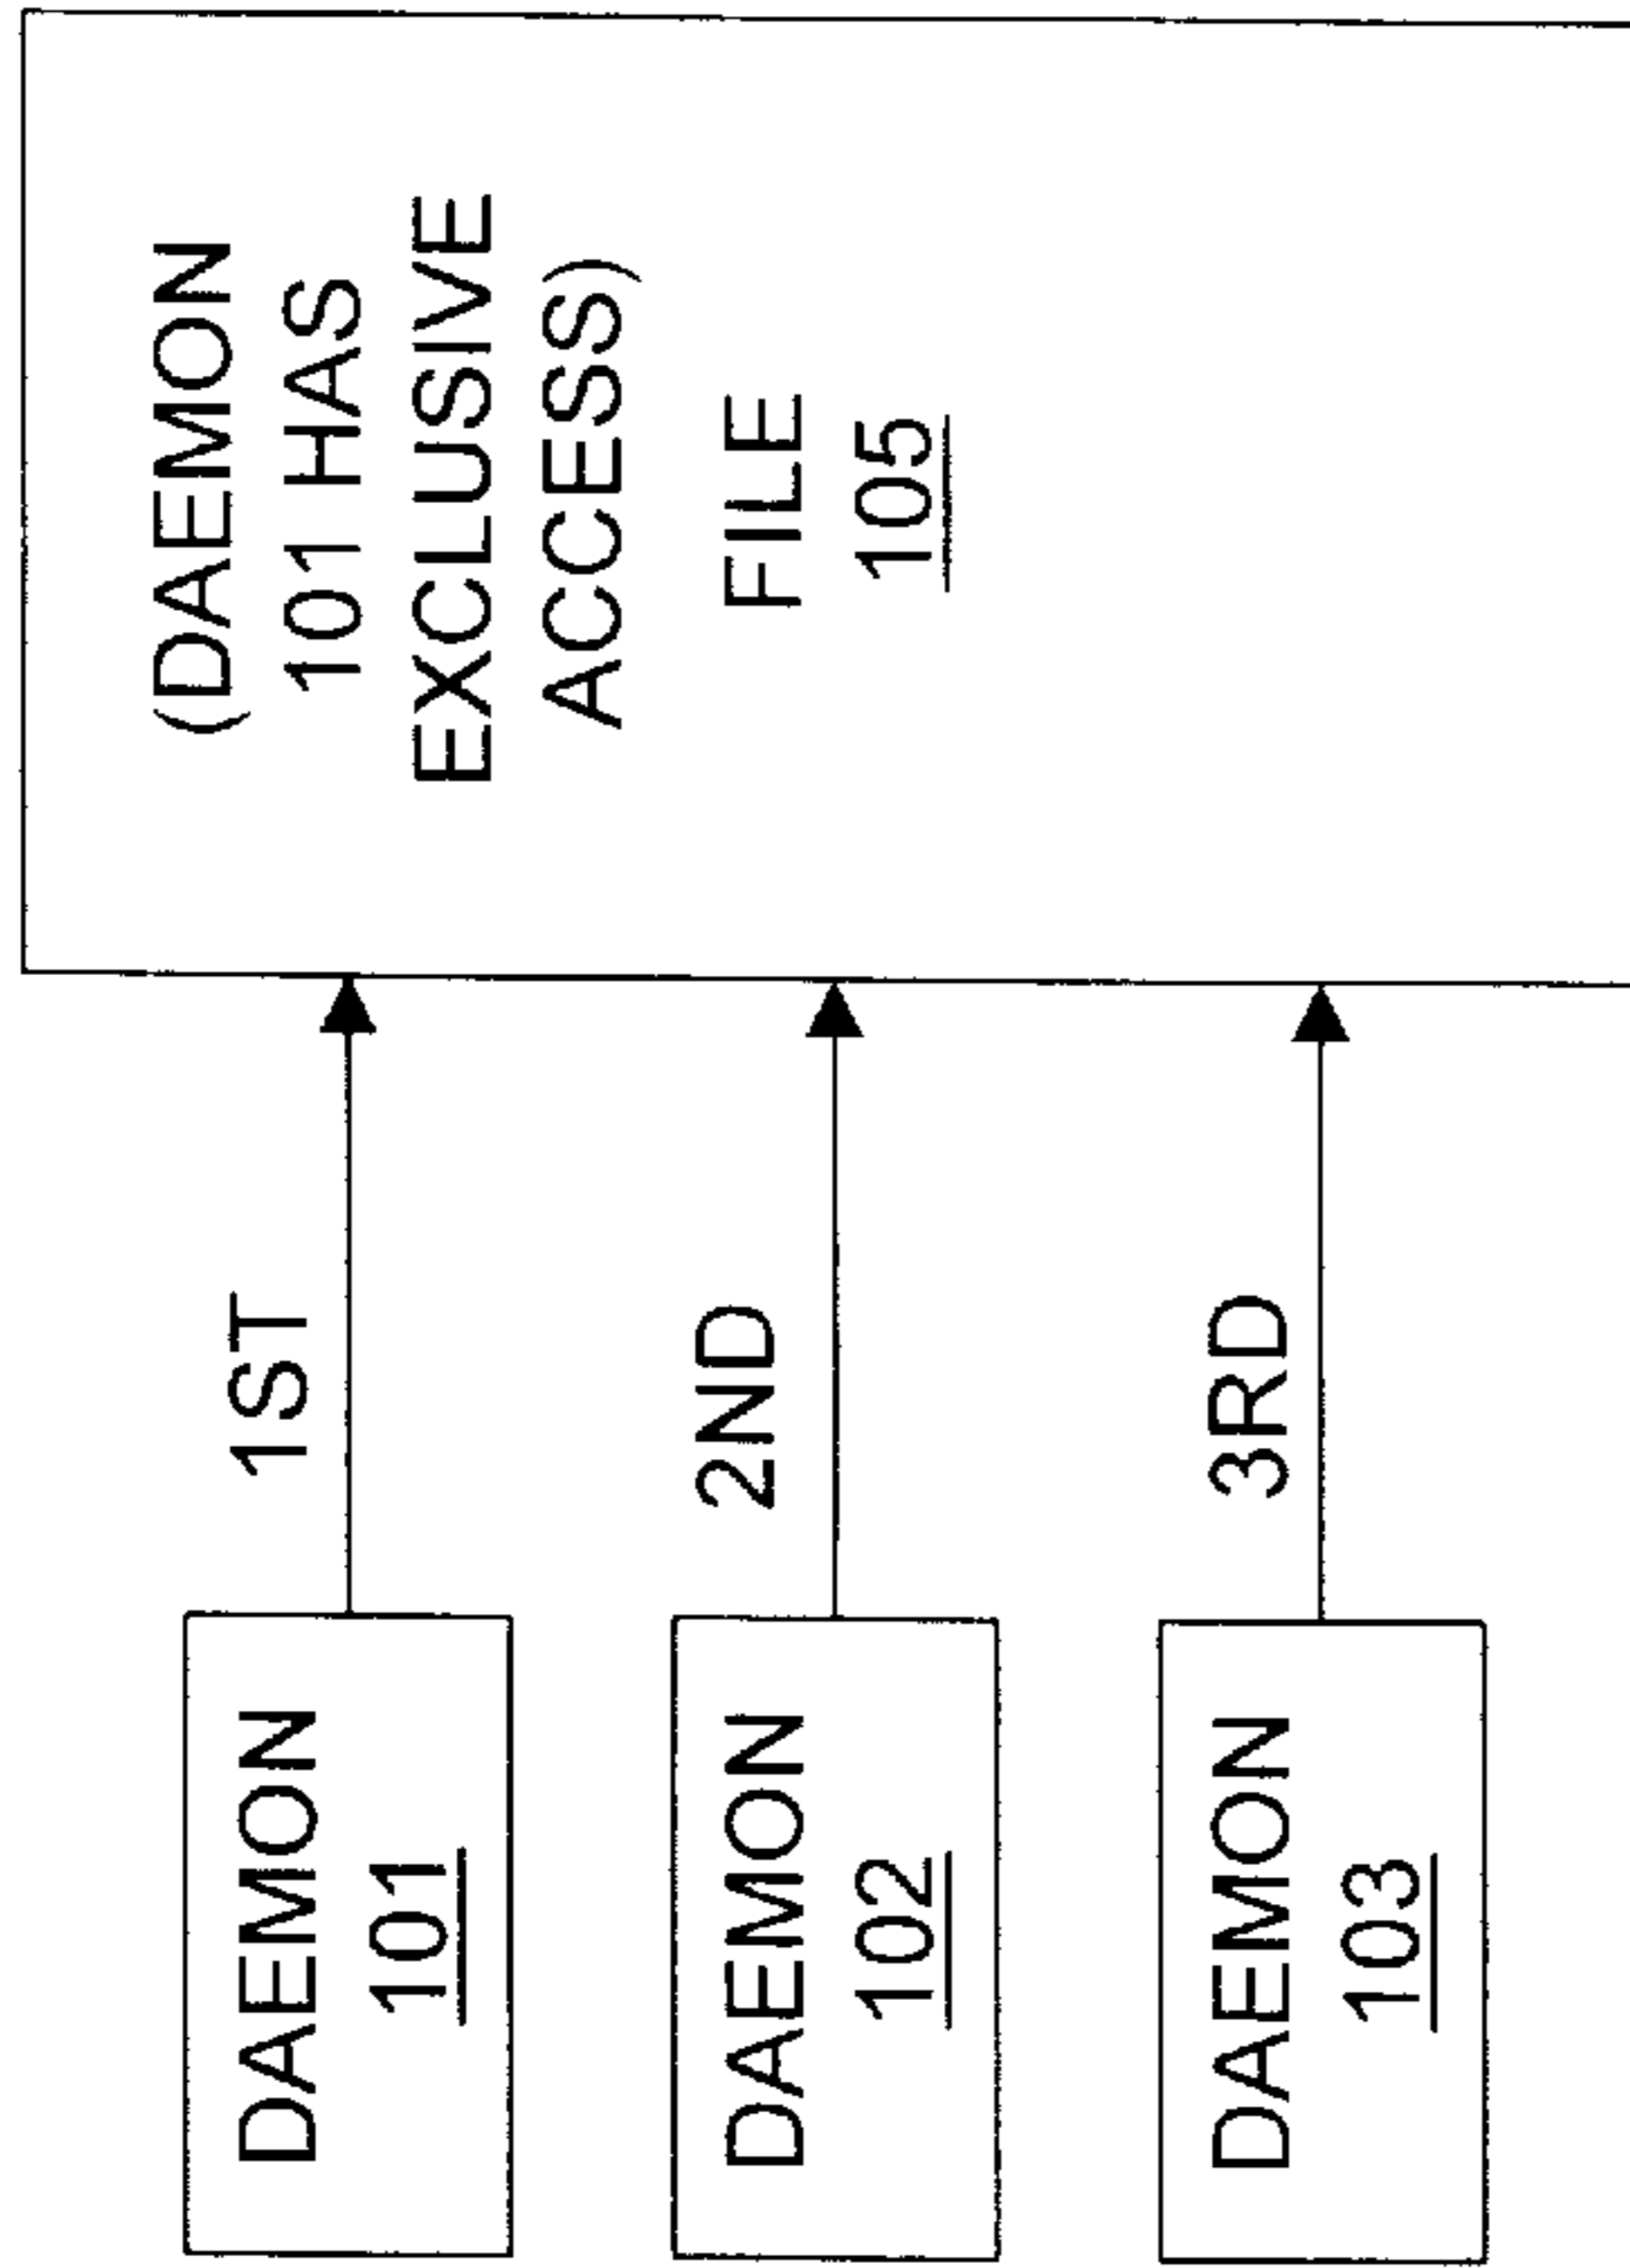 DAEMON
101
1ST
DAEMON
102
2ND
DAEMON
103
3RD
(DAEMON
101 HAS
EXCLUSIVE
ACCESS)
FILE
105